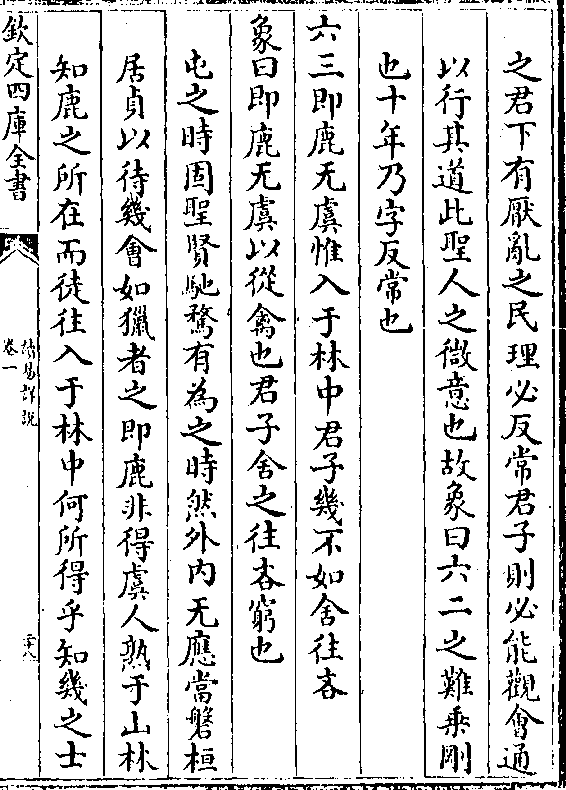 之君下有厭亂之民理必反常君子則必能觀會通
以行其道此聖人之微意也故象曰六二之難乗剛
也十年乃字反常也
六三即鹿无虞惟入于林中君子幾不如舍往吝
象曰即鹿无虞以從禽也君子舍之往吝窮也
屯之時固聖賢馳騖有為之時然外内无應當磐桓
居貞以待幾會如獵者之即鹿非得虞人熟于山林
知鹿之所在而徒往入于林中何所得乎知幾之士
欽定四庫全書
讀易詳說
卷一
二十八